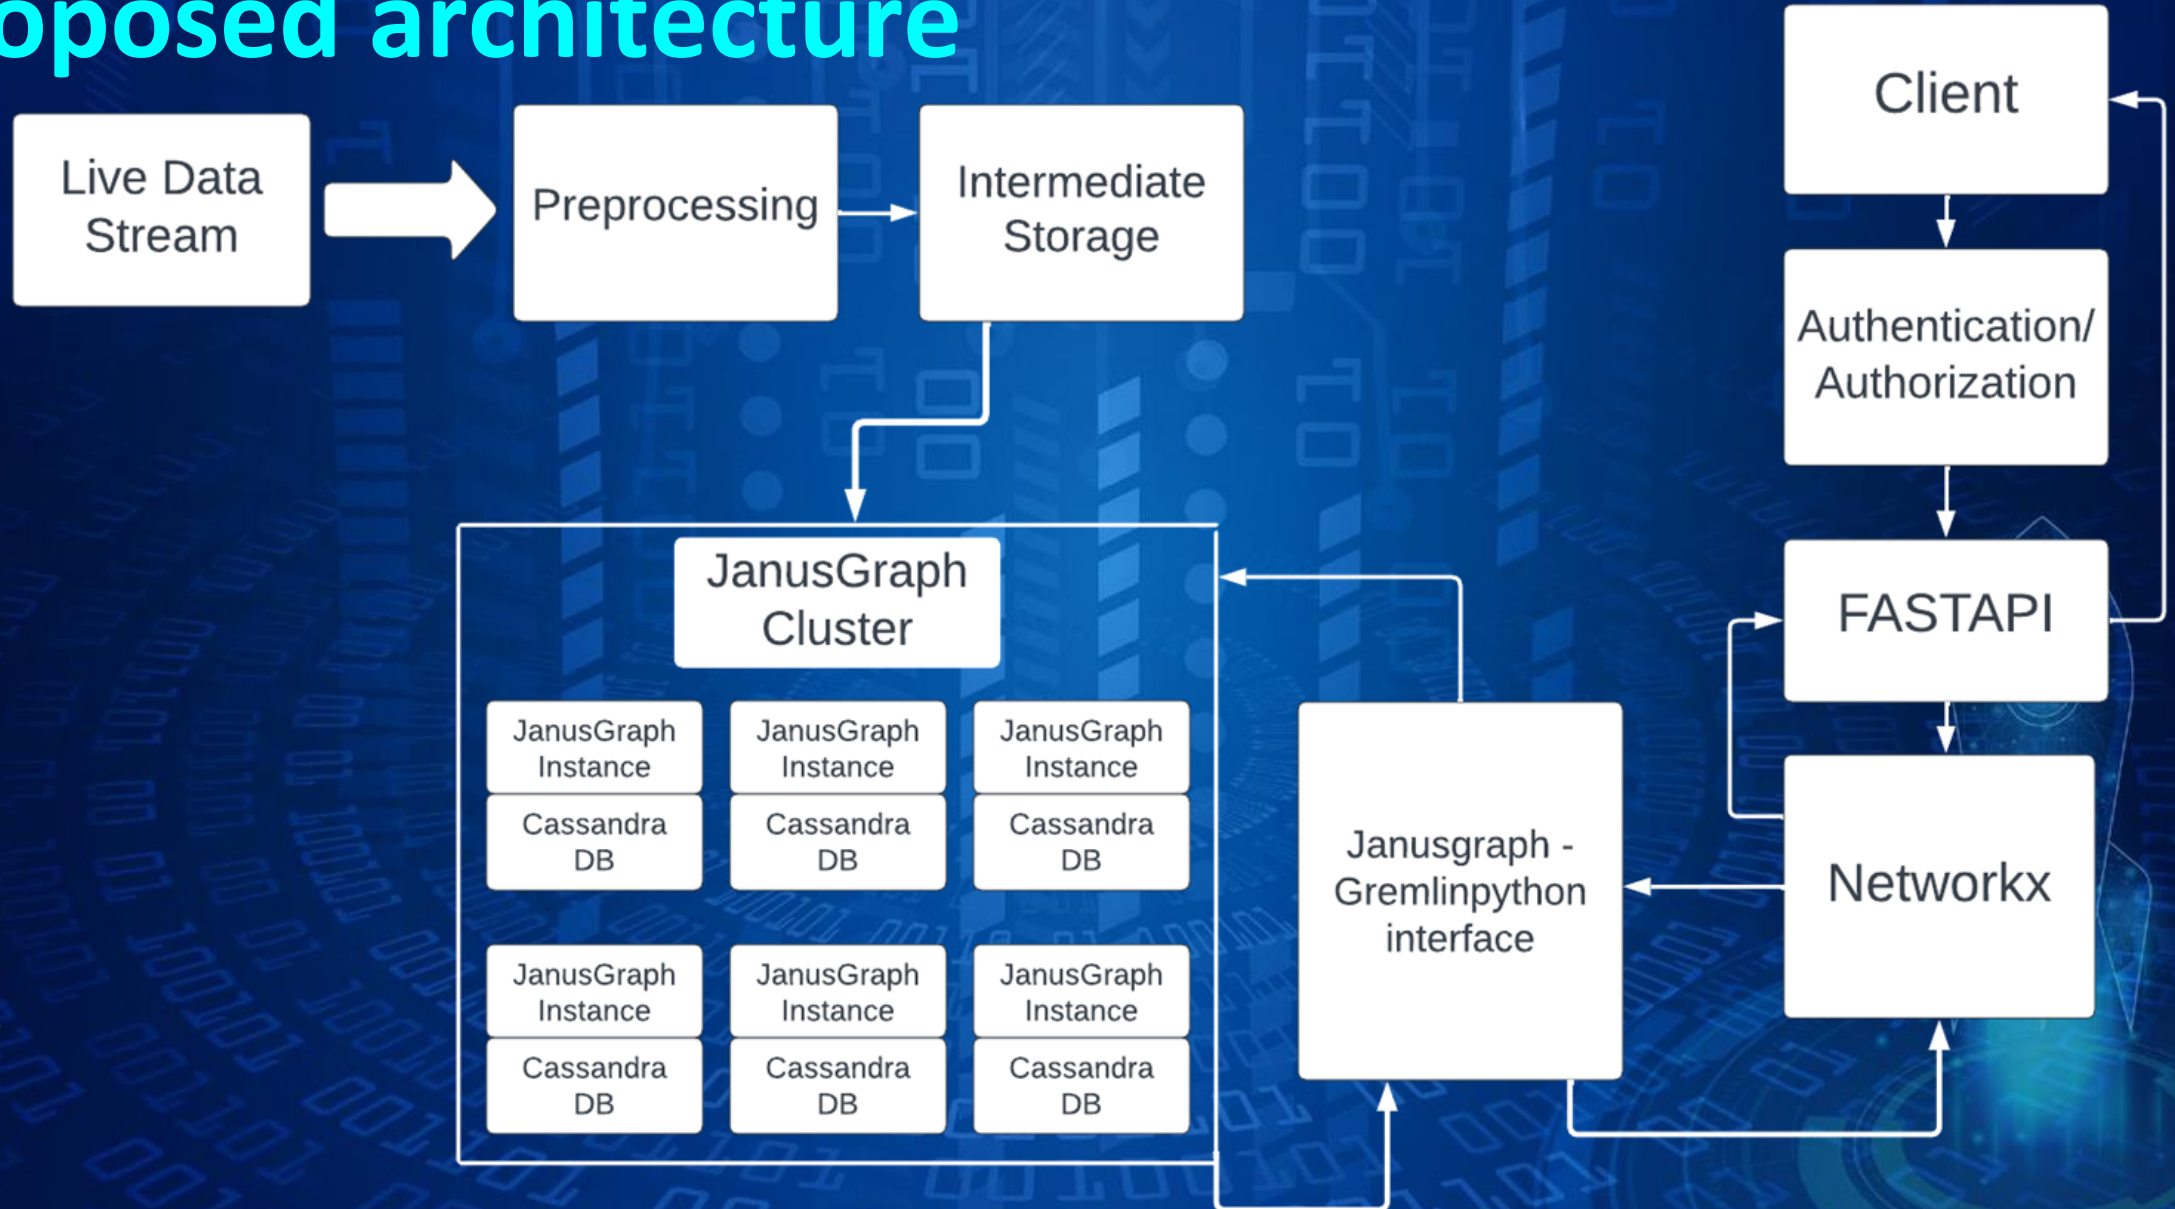 oposed architecture
Live Data
Stream
Preprocessing
Intermediate
Storage
Client
Authentication/
Authorization
FASTAPI
Networkx
Janusgraph -
Gremlinpython
interface
JanusGraph
Cluster
JanusGraph
Instance
Cassandra
DB
JanusGraph
Instance
Cassandra
DB
JanusGraph
Instance
Cassandra
DB
JanusGraph
Instance
Cassandra
DB
JanusGraph
Instance
Cassandra
DB
JanusGraph
Instance
Cassandra
DB